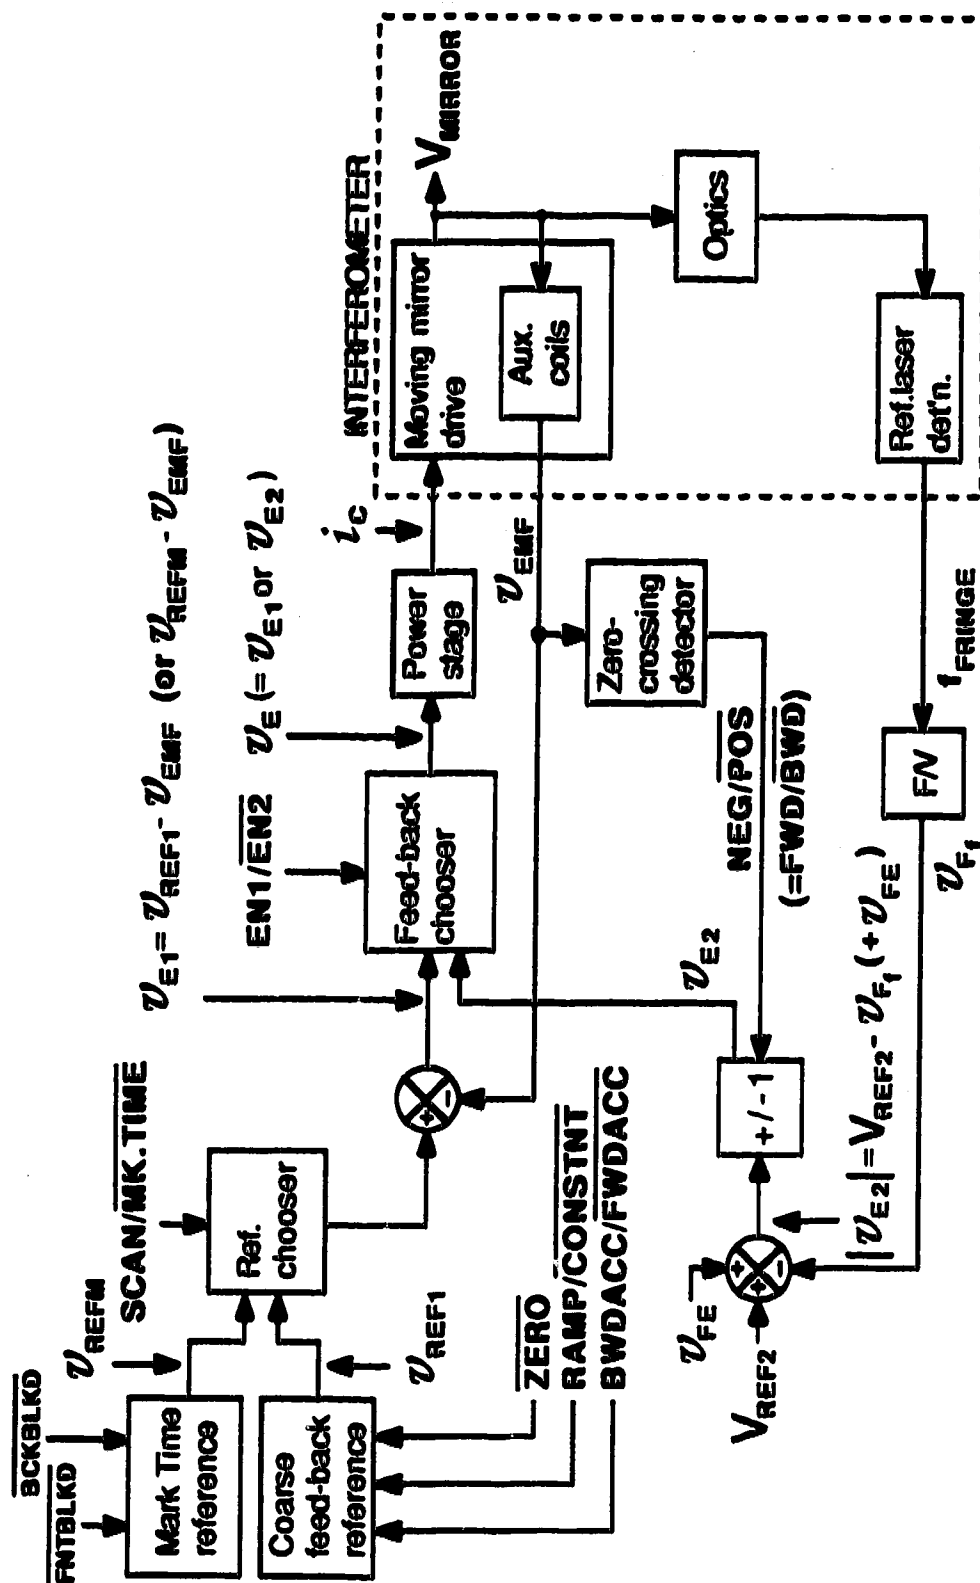 BCKBLKD
FNTBLKD
Mark Time
reference
Coarse
feed-back
reference
v_REFM
v_REF1
SCAN/MK.TIME
Ref.
chooser
ZERO
RAMP/CONSTNT
BWDACC/FWDACC
v_E1 = v_REF1 - v_EMF (or v_REFM - v_EMF)
+
-
EN1/EN2
Feed-back
chooser
v_E (= v_E1 or v_E2)
Power
stage
i_C
INTERFEROMETER
Moving mirror
drive
Aux.
coils
V_MIRROR
v_EMF
Zero-
crossing
detector
NEG/POS
(=FWD/BWD)
v_E2
+/-1
v_FE
V_REF2
+
+
-
|v_E2| = V_REF2 - v_Ff (+ v_FE)
v_Ff
F/V
f_FRINGE
Ref.laser
det'n.
Optics